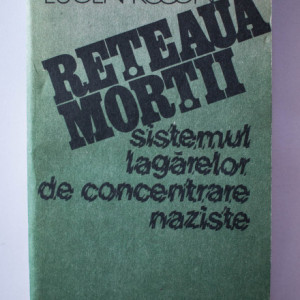 REȚEAUA
MORȚII
sistemul
lagărelor
de concentrare
naziste